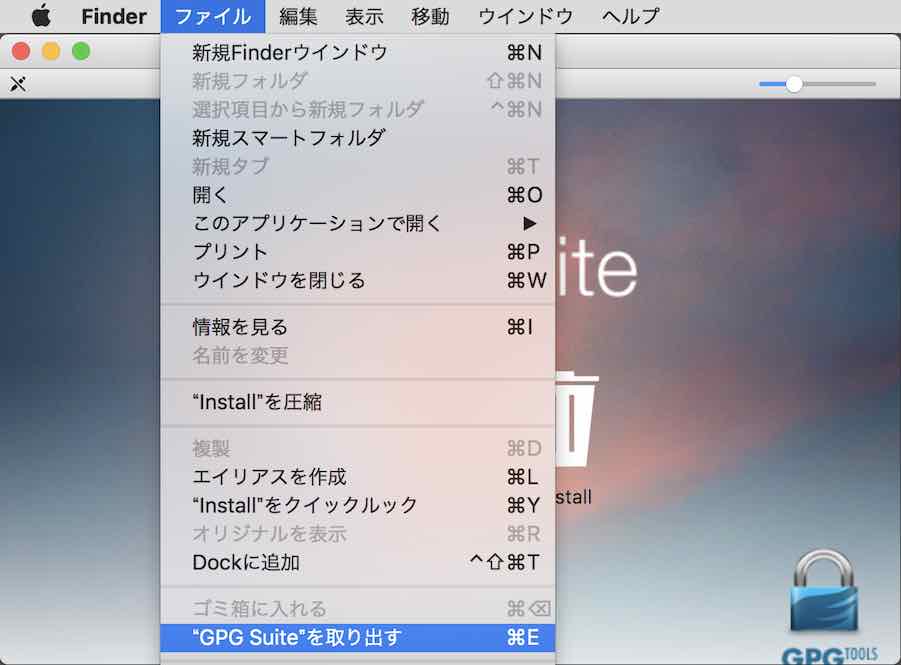 Finder ファイル 編集 表示 移動 ウインドウ ヘルプ
新規Finderウインドウ ⌘N
新規フォルダ ⇧⌘N
選択項目から新規フォルダ ^⌘N
新規スマートフォルダ
新規タブ ⌘T
開く ⌘O
このアプリケーションで開く ▶
プリント ⌘P
ウインドウを閉じる ⌘W
ite
情報を見る ⌘I
名前を変更
“Install”を圧縮
複製 ⌘D
エイリアスを作成 ⌘L
“Install”をクイックルック ⌘Y
stall
オリジナルを表示 ⌘R
Dockに追加 ^⇧⌘T
ゴミ箱に入れる ⌘⌫
“GPG Suite”を取り出す ⌘E
GPGTOOLS